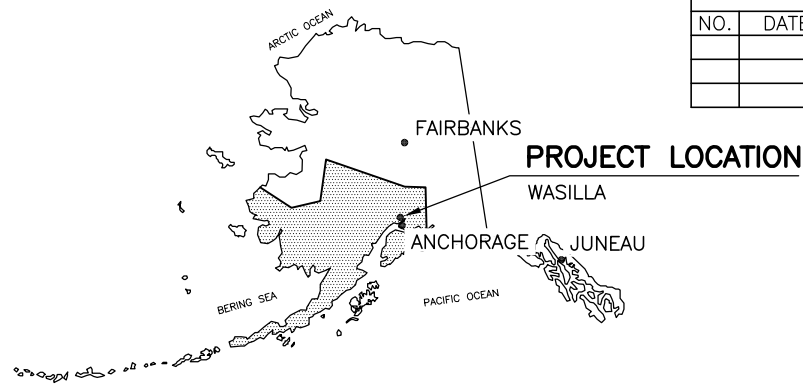 NO. DATE
ARCTIC OCEAN
FAIRBANKS
PROJECT LOCATION
WASILLA
ANCHORAGE
JUNEAU
BERING SEA
PACIFIC OCEAN